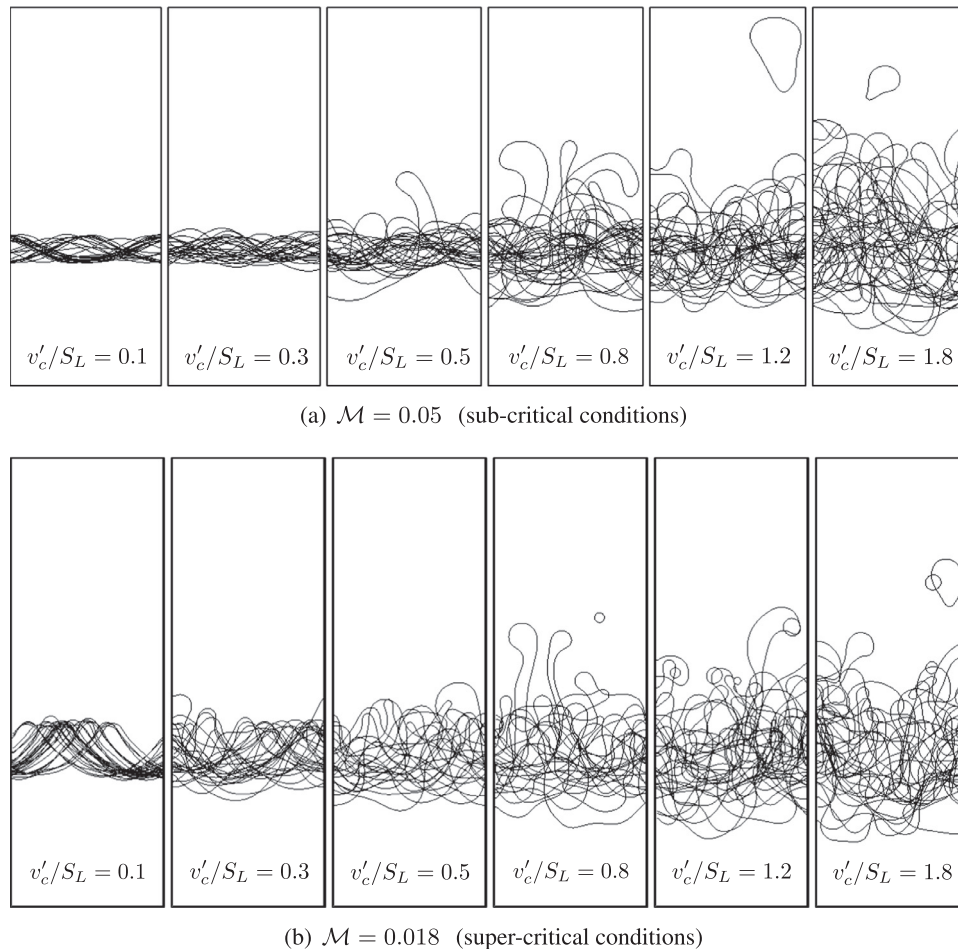 v′c/SL = 0.1 v′c/SL = 0.3 v′c/SL = 0.5 v′c/SL = 0.8 v′c/SL = 1.2 v′c/SL = 1.8
(a) ℳ = 0.05 (sub-critical conditions)
v′c/SL = 0.1 v′c/SL = 0.3 v′c/SL = 0.5 v′c/SL = 0.8 v′c/SL = 1.2 v′c/SL = 1.8
(b) ℳ = 0.018 (super-critical conditions)